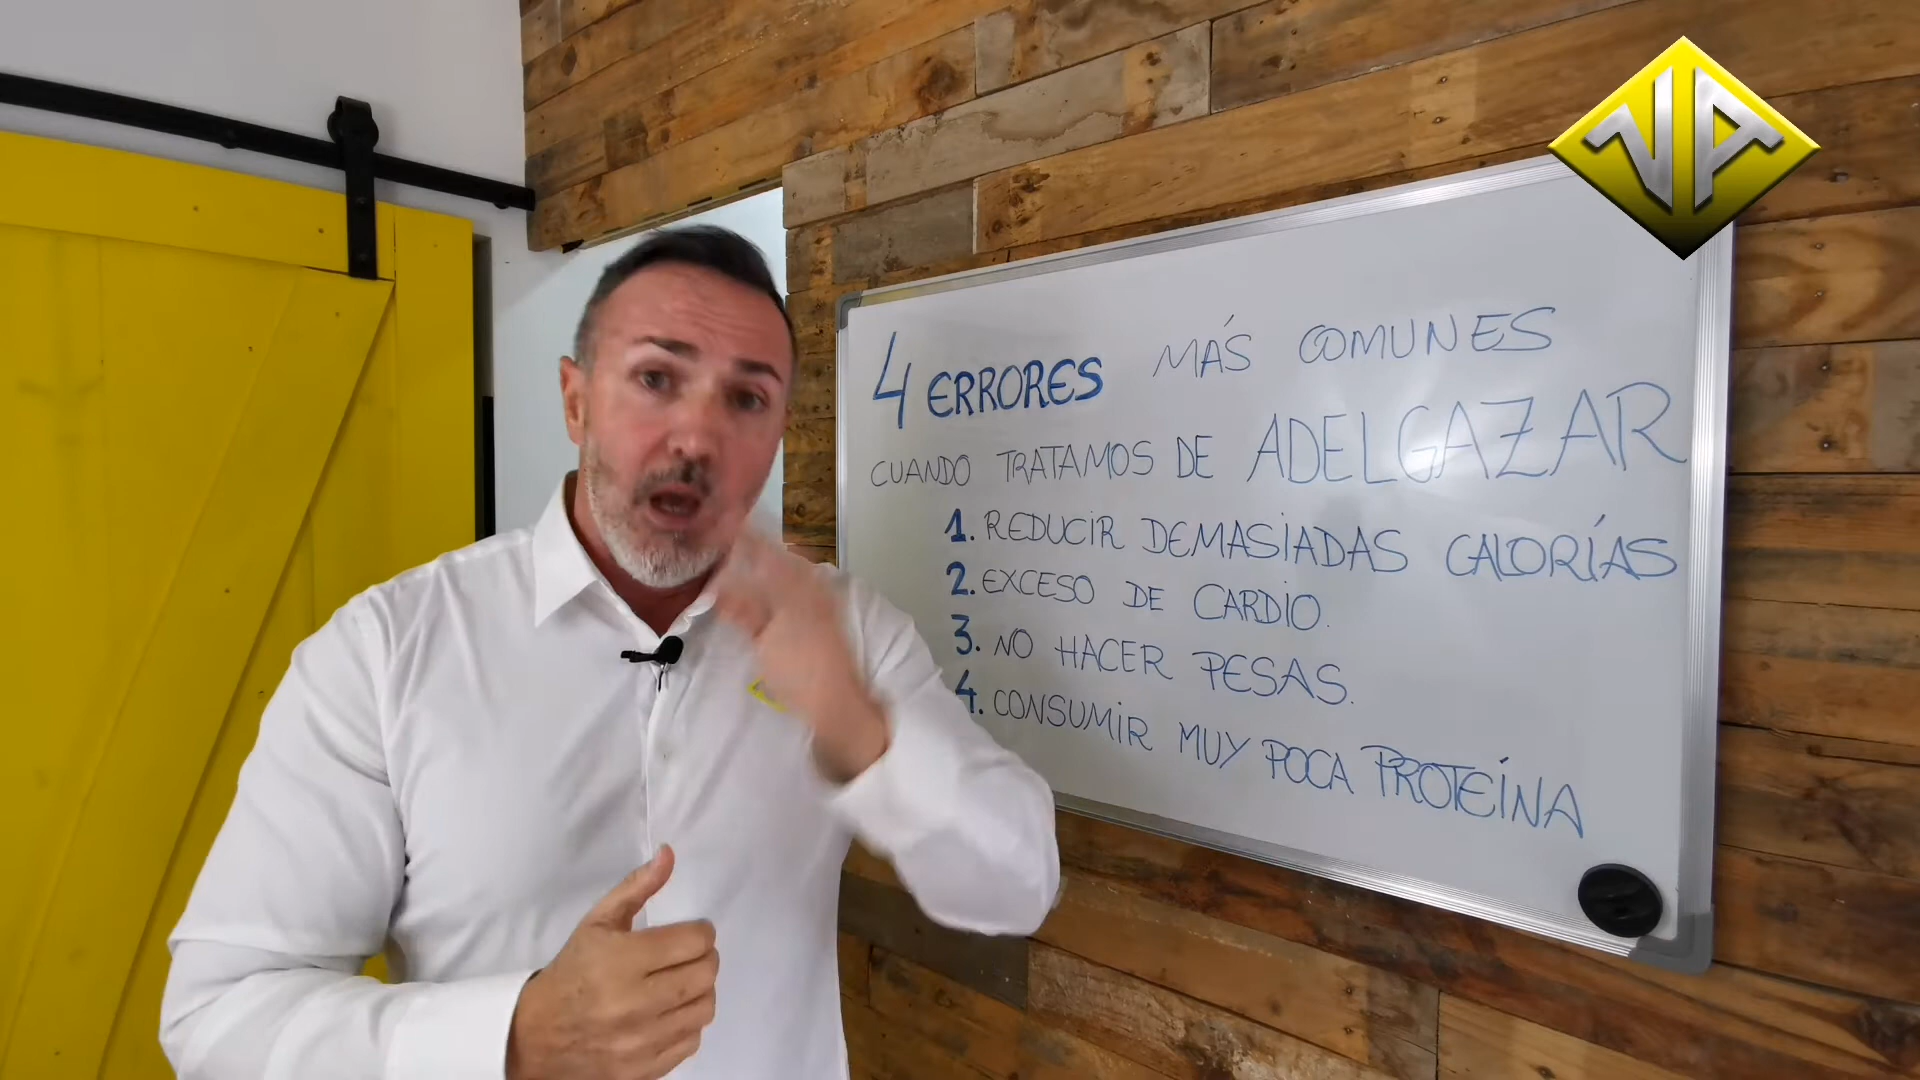 4 ERRORES MÁS COMUNES
CUANDO TRATAMOS DE ADELGAZAR
1. REDUCIR DEMASIADAS CALORÍAS
2. EXCESO DE CARDIO.
3. NO HACER PESAS.
4. CONSUMIR MUY POCA PROTEÍNA